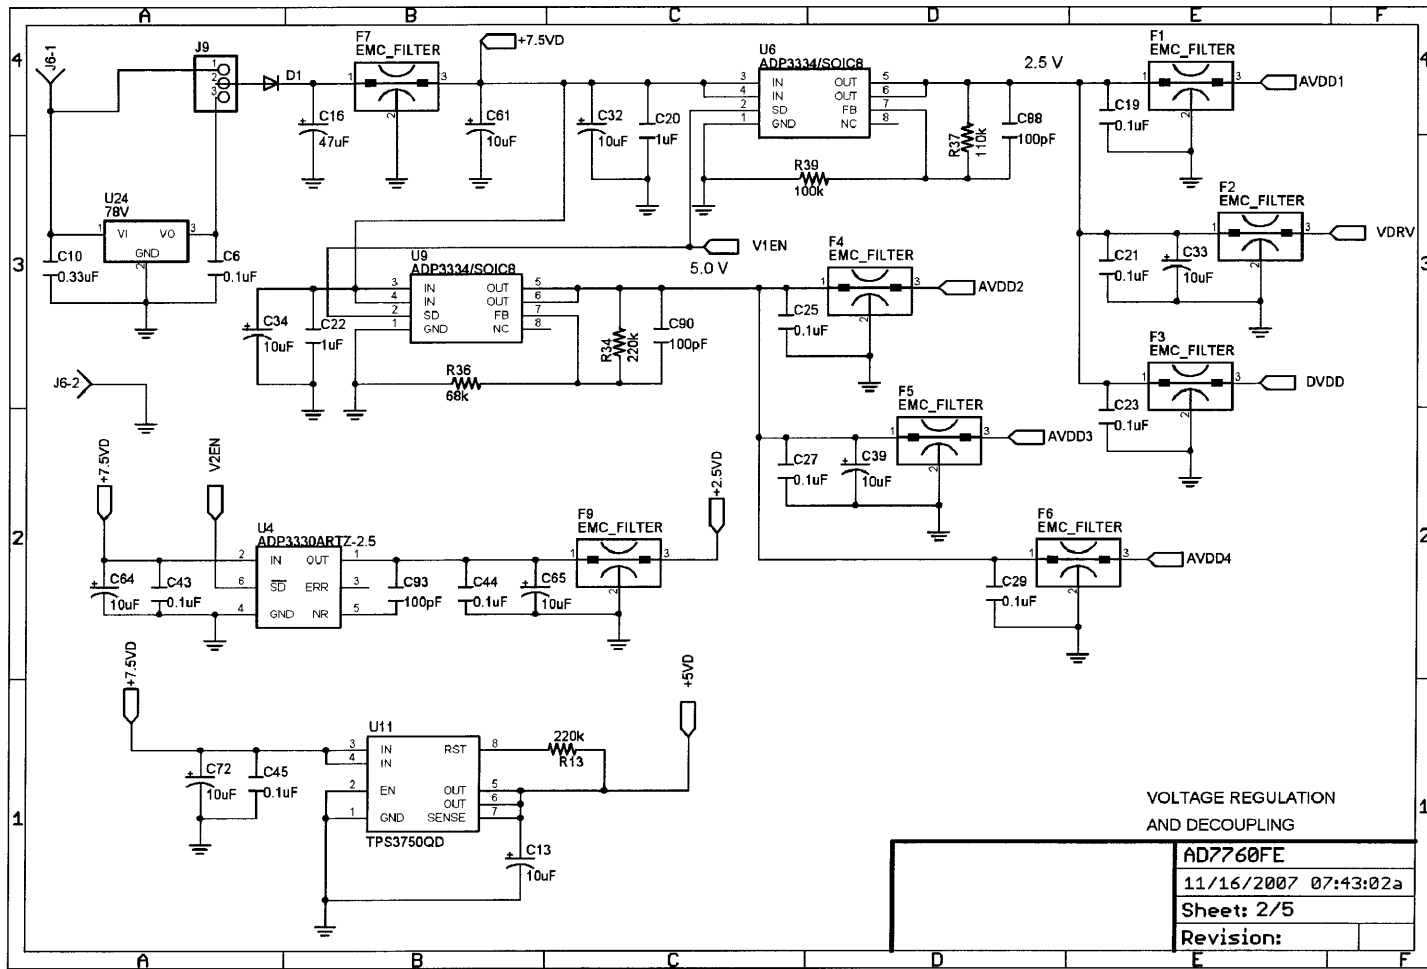 A B C D E F
4 4
3 3
2 2
1 1
J6-1
J9
1
2
3
D1
C16
47uF
F7
EMC_FILTER
1 3
2
+7.5VD
C61
10uF
C32
10uF
C20
1uF
U6
ADP3334/SOIC8
3 IN OUT 5
4 IN OUT 6
2 SD FB 7
1 GND NC 8
2.5 V
R39
100k
R37
110k
C88
100pF
C19
0.1uF
F1
EMC_FILTER
1 3
2
AVDD1
U24
78V
1 VI VO 3
GND
2
C10
0.33uF
C6
0.1uF
F2
EMC_FILTER
1 3
2
VDRV
C21
0.1uF
C33
10uF
V1EN
5.0 V
U9
ADP3334/SOIC8
3 IN OUT 5
4 IN OUT 6
2 SD FB 7
1 GND NC 8
C34
10uF
C22
1uF
R36
68k
R34
220k
C90
100pF
F4
EMC_FILTER
1 3
2
AVDD2
C25
0.1uF
F3
EMC_FILTER
1 3
2
DVDD
C23
0.1uF
J6-2
F5
EMC_FILTER
1 3
2
AVDD3
C27
0.1uF
C39
10uF
+7.5VD
V2EN
U4
ADP3330ARTZ-2.5
2 IN OUT 1
6 SD ERR 3
4 GND NR 5
C64
10uF
C43
0.1uF
C93
100pF
C44
0.1uF
C65
10uF
F9
EMC_FILTER
1 3
2
+2.5VD
F6
EMC_FILTER
1 3
2
AVDD4
C29
0.1uF
+7.5VD
C72
10uF
C45
0.1uF
U11
3 IN RST 8
4 IN
2 EN OUT 5
OUT 6
1 GND SENSE 7
TPS3750QD
220k
R13
+5VD
C13
10uF
VOLTAGE REGULATION
AND DECOUPLING
AD7760FE
11/16/2007 07:43:02a
Sheet: 2/5
Revision:
A B C D E F